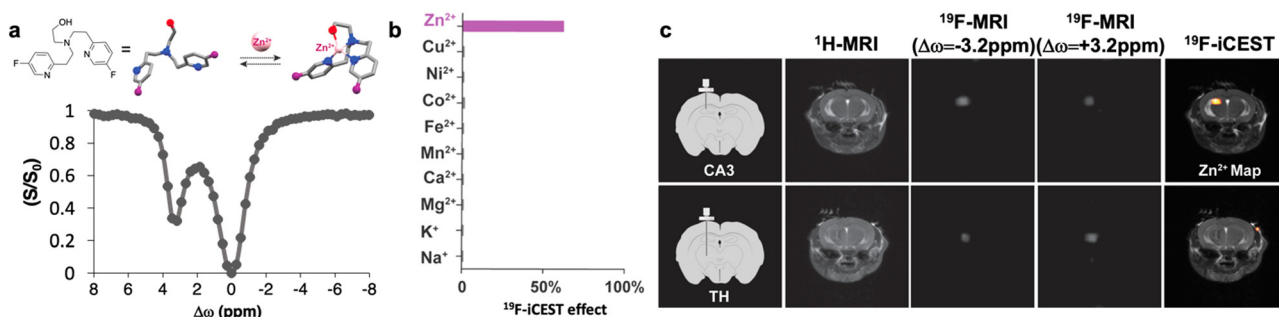 a
OH
N
N
N
F
F
=
Zn²⁺
Zn²⁺
(S/S₀)
1
0.8
0.6
0.4
0.2
0
8 6 4 2 0 -2 -4 -6 -8
Δω (ppm)
b
Zn²⁺
Cu²⁺
Ni²⁺
Co²⁺
Fe²⁺
Mn²⁺
Ca²⁺
Mg²⁺
K⁺
Na⁺
0 50% 100%
¹⁹F-iCEST effect
c
¹H-MRI
¹⁹F-MRI
(Δω=-3.2ppm)
¹⁹F-MRI
(Δω=+3.2ppm)
¹⁹F-iCEST
CA3
Zn²⁺ Map
TH